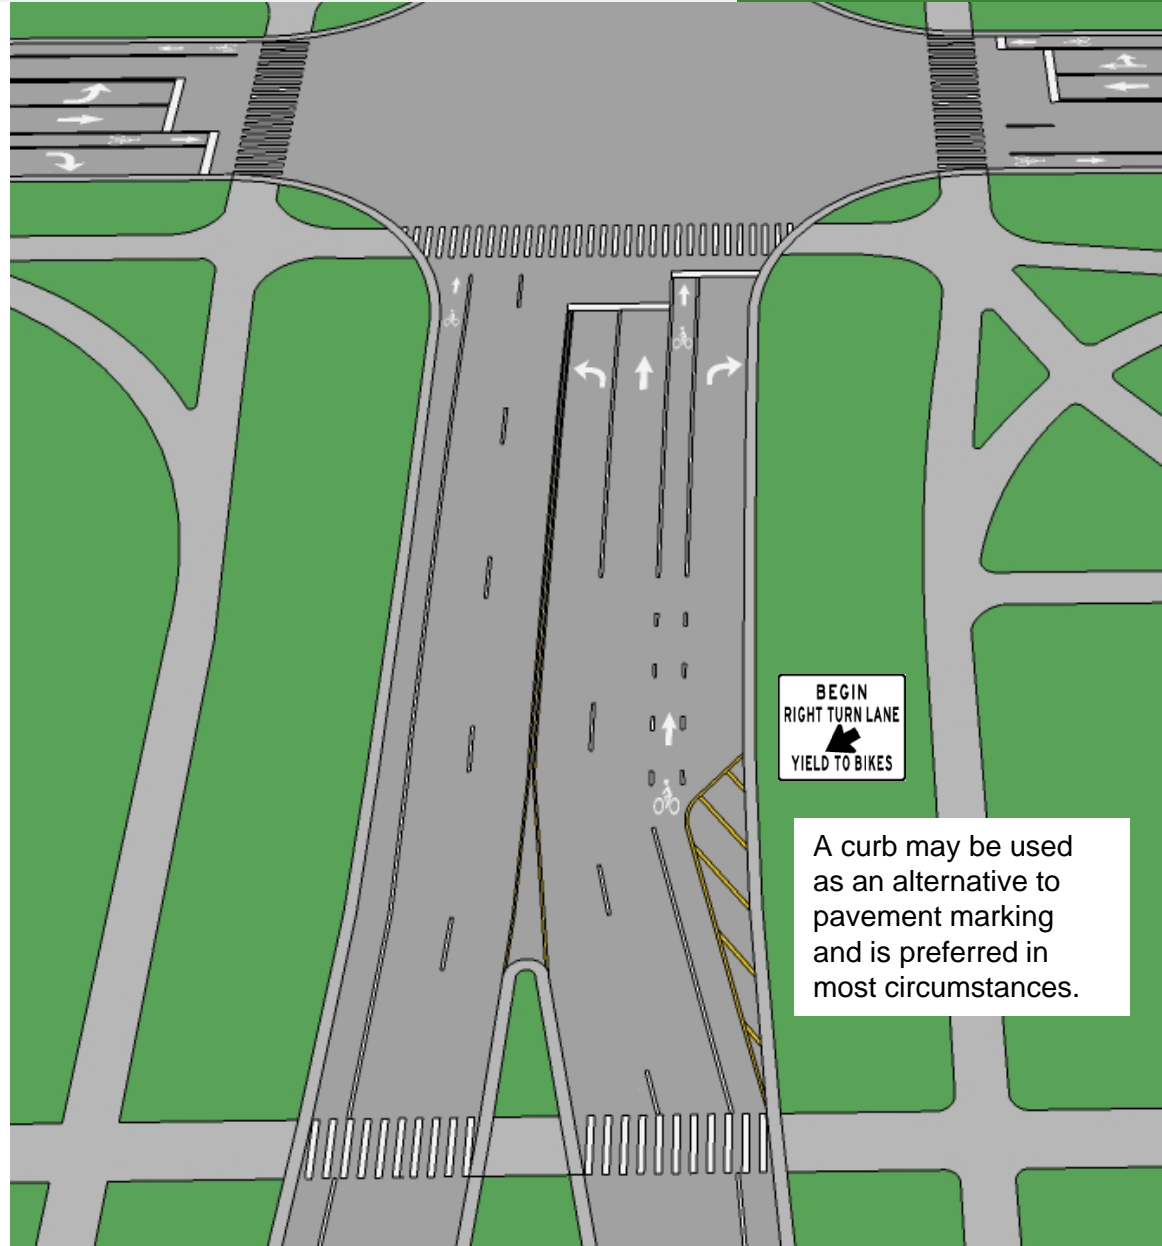 BEGIN
RIGHT TURN LANE
YIELD TO BIKES
A curb may be used
as an alternative to
pavement marking
and is preferred in
most circumstances.